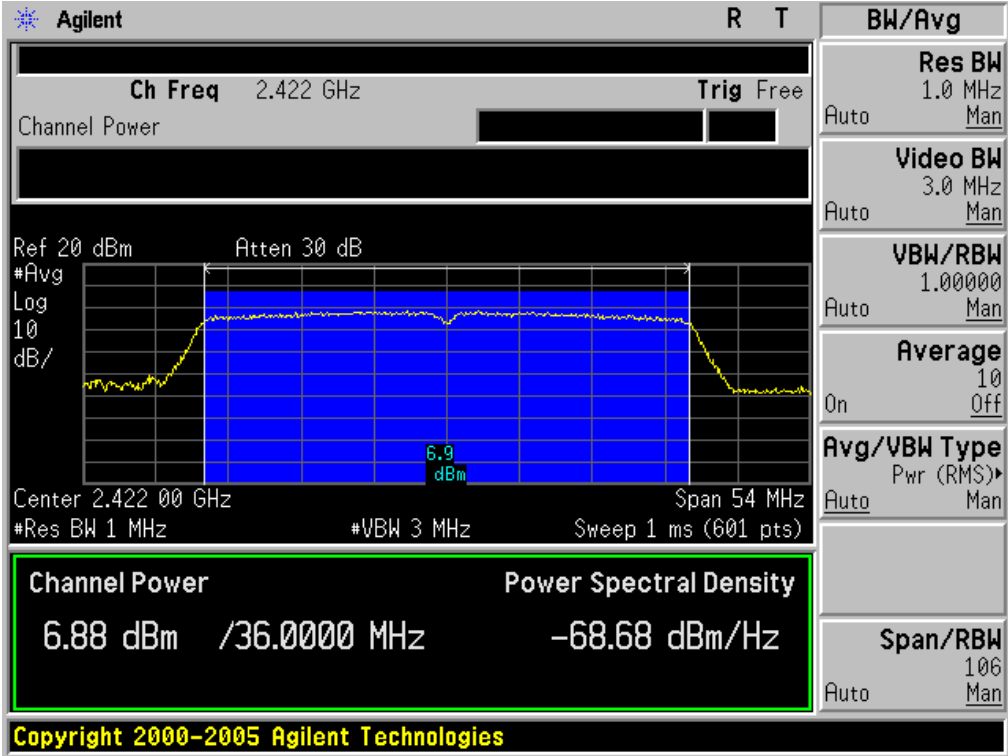 Agilent R T
Ch Freq 2.422 GHz Trig Free
Channel Power
Ref 20 dBm Atten 30 dB
#Avg
Log
10
dB/
6.9
dBm
Center 2.422 00 GHz Span 54 MHz
#Res BW 1 MHz #VBW 3 MHz Sweep 1 ms (601 pts)
Channel Power Power Spectral Density
6.88 dBm /36.0000 MHz -68.68 dBm/Hz
Copyright 2000-2005 Agilent Technologies
BW/Avg
Res BW
1.0 MHz
Auto Man
Video BW
3.0 MHz
Auto Man
VBW/RBW
1.00000
Auto Man
Average
10
On Off
Avg/VBW Type
Pwr (RMS)▸
Auto Man
Span/RBW
106
Auto Man